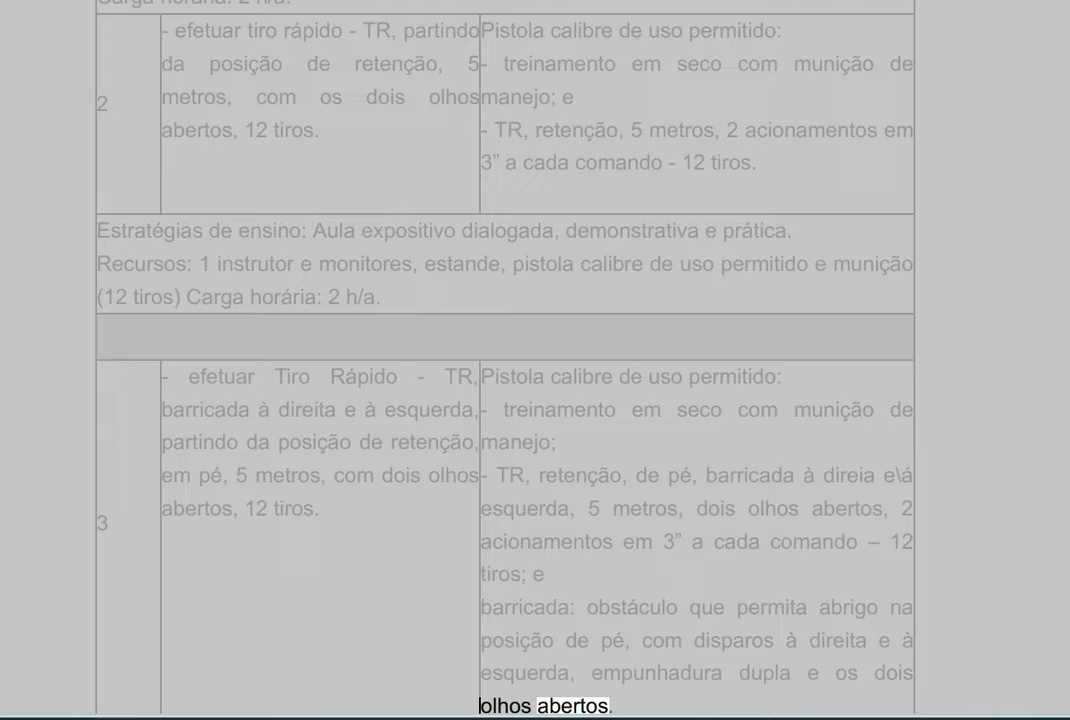 Carga horária: 2 h/a.
2
- efetuar tiro rápido - TR, partindo
da posição de retenção, 5
metros, com os dois olhos
abertos, 12 tiros.
Pistola calibre de uso permitido:
- treinamento em seco com munição de
manejo; e
- TR, retenção, 5 metros, 2 acionamentos em
3” a cada comando - 12 tiros.
Estratégias de ensino: Aula expositivo dialogada, demonstrativa e prática.
Recursos: 1 instrutor e monitores, estande, pistola calibre de uso permitido e munição
(12 tiros) Carga horária: 2 h/a.
3
- efetuar Tiro Rápido - TR,
barricada à direita e à esquerda,
partindo da posição de retenção,
em pé, 5 metros, com dois olhos
abertos, 12 tiros.
Pistola calibre de uso permitido:
- treinamento em seco com munição de
manejo;
- TR, retenção, de pé, barricada à direia e\á
esquerda, 5 metros, dois olhos abertos, 2
acionamentos em 3” a cada comando – 12
tiros; e
barricada: obstáculo que permita abrigo na
posição de pé, com disparos à direita e à
esquerda, empunhadura dupla e os dois
olhos abertos.